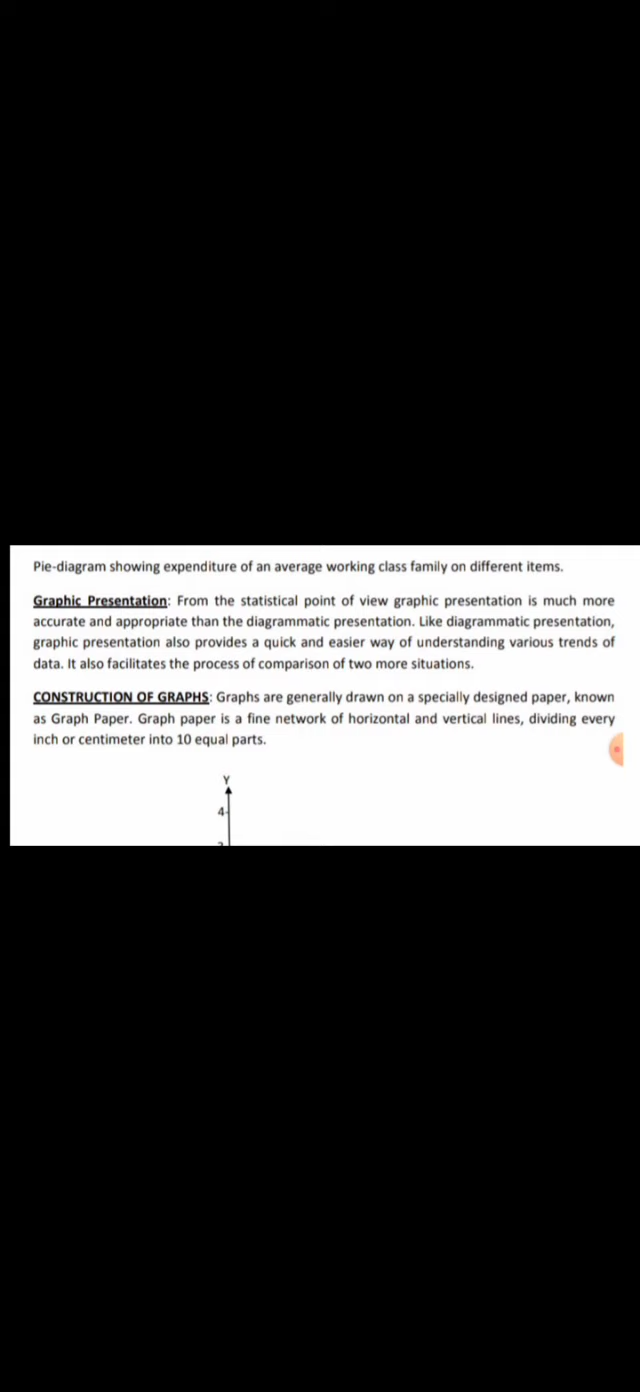 Pie-diagram showing expenditure of an average working class family on different items.
Graphic Presentation: From the statistical point of view graphic presentation is much more
accurate and appropriate than the diagrammatic presentation. Like diagrammatic presentation,
graphic presentation also provides a quick and easier way of understanding various trends of
data. It also facilitates the process of comparison of two more situations.
CONSTRUCTION OF GRAPHS: Graphs are generally drawn on a specially designed paper, known
as Graph Paper. Graph paper is a fine network of horizontal and vertical lines, dividing every
inch or centimeter into 10 equal parts.
Y
4